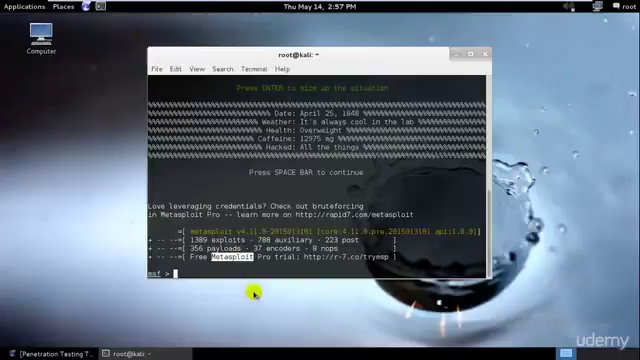 Applications Places Thu May 14, 2:57 PM root
Computer
root@kali: ~
File Edit View Search Terminal Help
Press ENTER to size up the situation
%%%%%%%%%%%%%%%%%%%%%%%% Date: April 25, 1848 %%%%%%%%%%%%%%%%%%%%%%%%
%%%%%%%%%%%%%%%%%%%%%%%% Weather: It's always cool in the lab %%%%%%%%
%%%%%%%%%%%%%%%%%%%%%%%% Health: Overweight %%%%%%%%%%%%%%%%%%%%%%%%
%%%%%%%%%%%%%%%%%%%%%%%% Caffeine: 12975 mg %%%%%%%%%%%%%%%%%%%%%%%%
%%%%%%%%%%%%%%%%%%%%%%%% Hacked: All the things %%%%%%%%%%%%%%%%%%%%%%%%
Press SPACE BAR to continue
Love leveraging credentials? Check out bruteforcing
in Metasploit Pro -- learn more on http://rapid7.com/metasploit
=[ metasploit v4.11.0-2015013101 [core:4.11.0.pre.2015013101 api:1.0.0]]
+ -- --=[ 1389 exploits - 788 auxiliary - 223 post ]
+ -- --=[ 356 payloads - 37 encoders - 8 nops ]
+ -- --=[ Free Metasploit Pro trial: http://r-7.co/trymsp ]
msf >
[Penetration Testing T... root@kali: ~
udemy